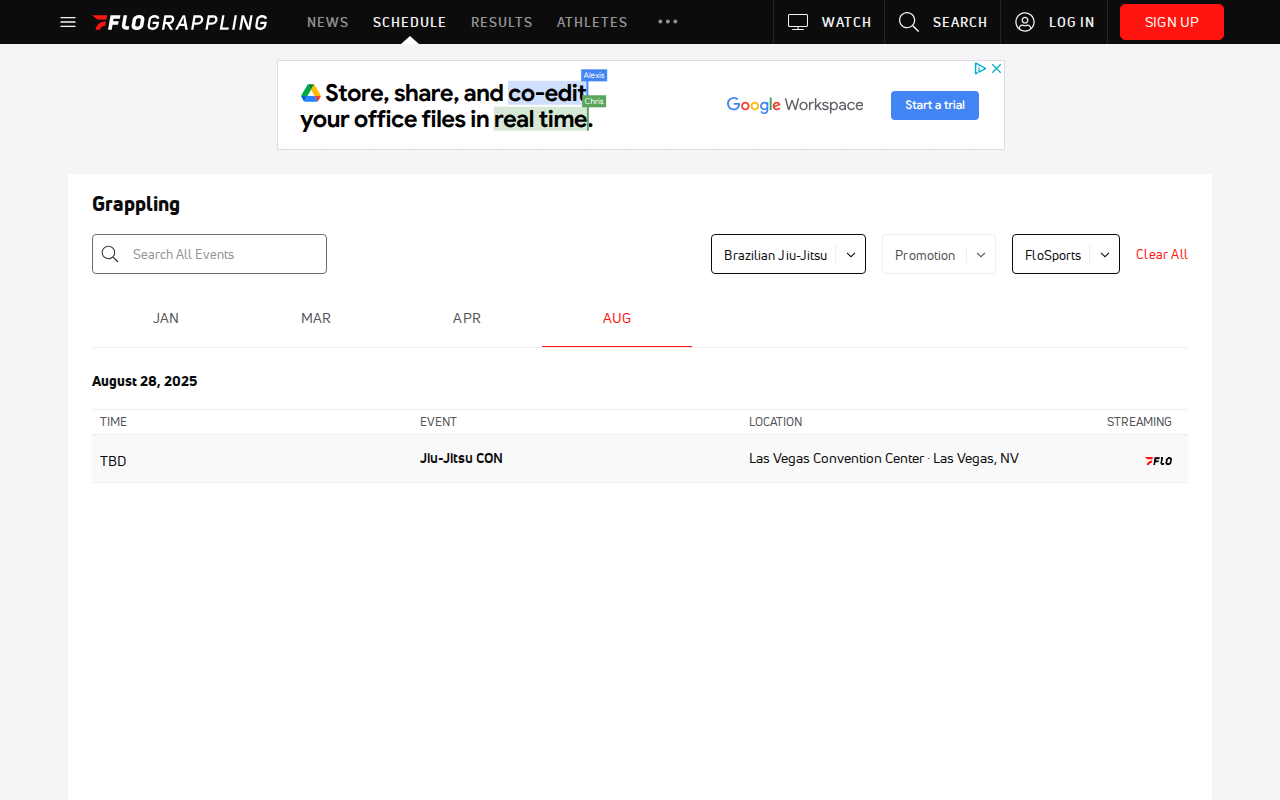 FLOGRAPPLING NEWS SCHEDULE RESULTS ATHLETES WATCH SEARCH LOG IN SIGN UP
Alexis
Store, share, and co-edit
Chris
your office files in real time.
Google Workspace
Start a trial
Grappling
Search All Events Brazilian Jiu-Jitsu Promotion FloSports Clear All
JAN MAR APR AUG
August 28, 2025
TIME EVENT LOCATION STREAMING
TBD Jiu-Jitsu CON Las Vegas Convention Center · Las Vegas, NV FLO